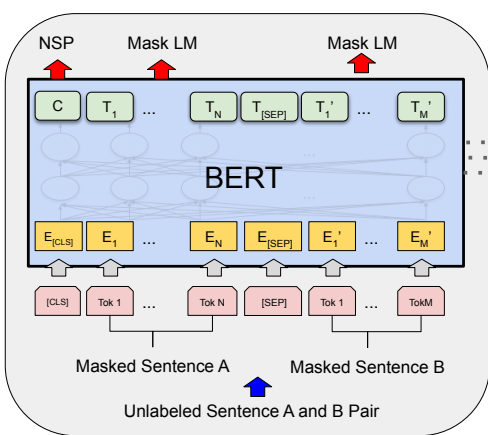 NSP Mask LM Mask LM
C T1 ... TN T[SEP] T1' ... TM'
...
BERT
...
E[CLS] E1 ... EN E[SEP] E1' ... EM'
[CLS] Tok 1 ... Tok N [SEP] Tok 1 ... TokM
Masked Sentence A Masked Sentence B
Unlabeled Sentence A and B Pair